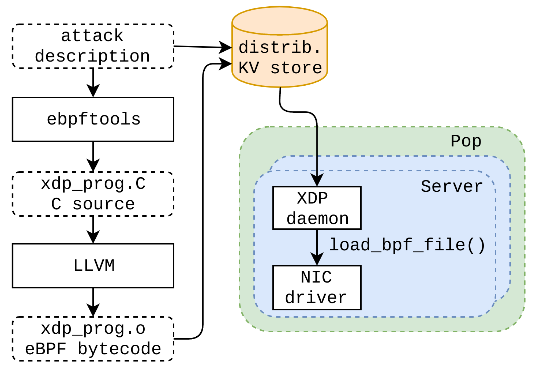 attack
description
ebpftools
xdp_prog.C
C source
LLVM
xdp_prog.o
eBPF bytecode
distrib.
KV store
Pop
Server
XDP
daemon
load_bpf_file()
NIC
driver